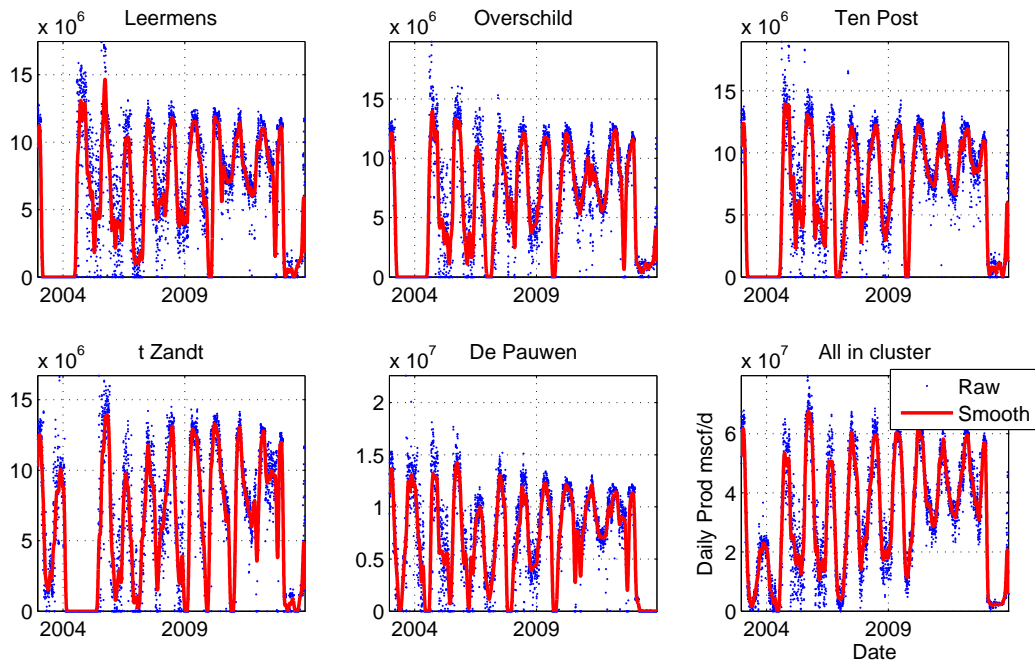 Leermens
x 10^6
15
10
5
0
2004
2009
Overschild
x 10^6
15
10
5
0
2004
2009
Ten Post
x 10^6
15
10
5
0
2004
2009
t Zandt
x 10^6
15
10
5
0
2004
2009
De Pauwen
x 10^7
2
1.5
1
0.5
0
2004
2009
All in cluster
x 10^7
Raw
Smooth
6
4
2
0
Daily Prod mscf/d
2004
2009
Date